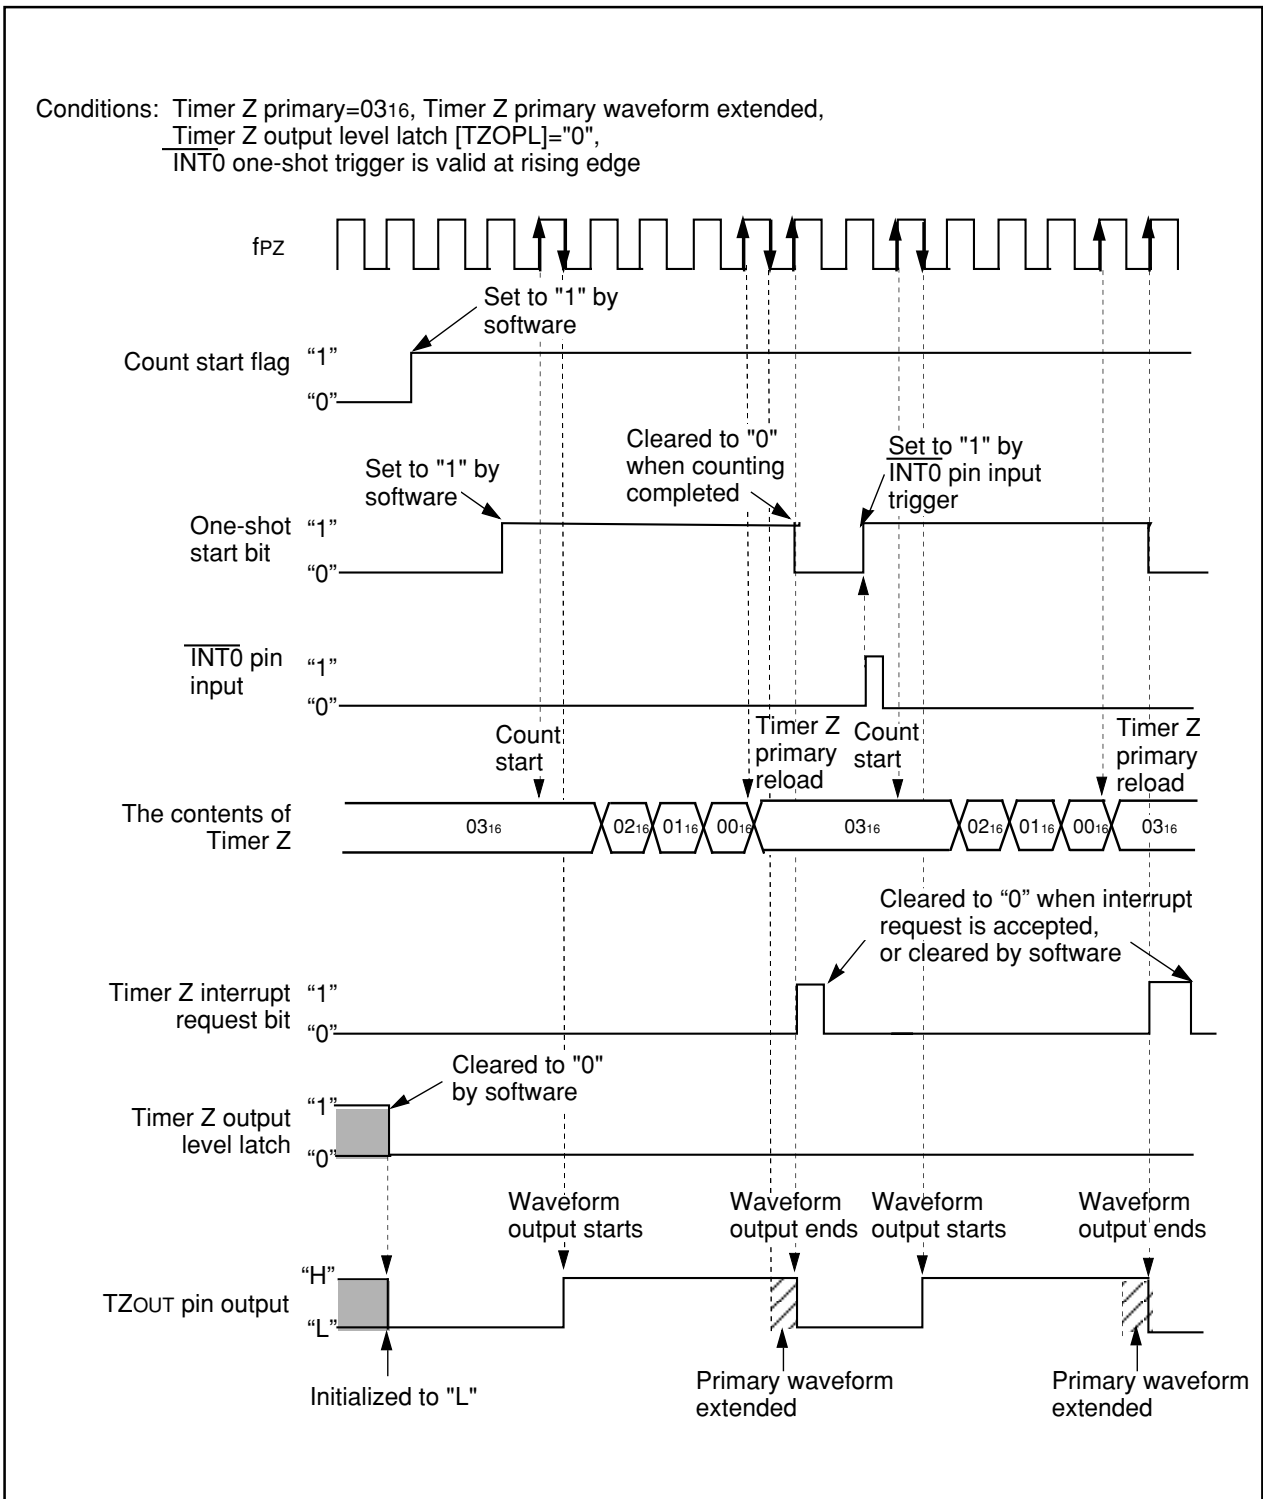 Conditions: Timer Z primary=0316, Timer Z primary waveform extended,
Timer Z output level latch [TZOPL]="0",
INT0 one-shot trigger is valid at rising edge
fPZ
Set to "1" by
software
Count start flag
“1”
“0”
Set to "1" by
software
Cleared to "0"
when counting
completed
Set to "1" by
INT0 pin input
trigger
One-shot
start bit
“1”
“0”
INT0 pin
input
“1”
“0”
Count
start
Timer Z
primary
reload
Count
start
Timer Z
primary
reload
The contents of
Timer Z
0316 0216 0116 0016 0316 0216 0116 0016 0316
Cleared to “0” when interrupt
request is accepted,
or cleared by software
Timer Z interrupt
request bit
“1”
“0”
Cleared to "0"
by software
Timer Z output
level latch
“1”
“0”
Waveform
output starts
Waveform
output ends
Waveform
output starts
Waveform
output ends
TZOUT pin output
“H”
“L”
Initialized to "L"
Primary waveform
extended
Primary waveform
extended